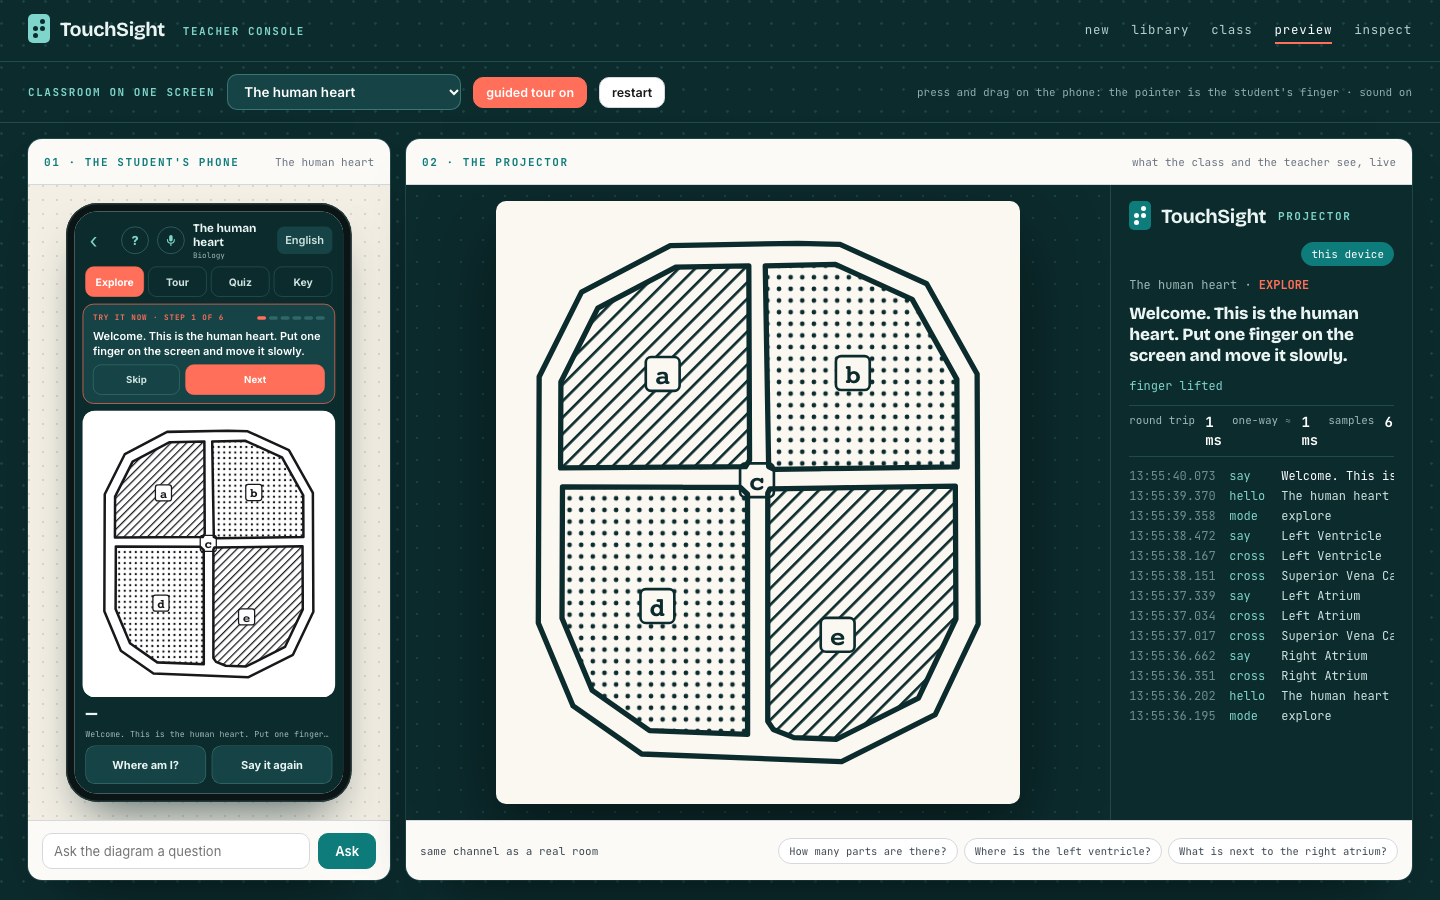 TouchSight TEACHER CONSOLE
new library class preview inspect
CLASSROOM ON ONE SCREEN The human heart guided tour on restart
press and drag on the phone: the pointer is the student's finger · sound on
01 · THE STUDENT'S PHONE The human heart
‹ ? The human heart English
Biology
Explore Tour Quiz Key
TRY IT NOW · STEP 1 OF 6
Welcome. This is the human heart. Put one
finger on the screen and move it slowly.
Skip Next
a
b
c
d
e
—
Welcome. This is the human heart. Put one finger…
Where am I? Say it again
Ask the diagram a question Ask
02 · THE PROJECTOR what the class and the teacher see, live
a
b
c
d
e
TouchSight PROJECTOR
this device
The human heart · EXPLORE
Welcome. This is the human
heart. Put one finger on the
screen and move it slowly.
finger lifted
round trip 1 ms one-way ≈ 1 ms samples 6
13:55:40.073 say Welcome. This is
13:55:39.370 hello The human heart
13:55:39.358 mode explore
13:55:38.472 say Left Ventricle
13:55:38.167 cross Left Ventricle
13:55:38.151 cross Superior Vena Ca
13:55:37.339 say Left Atrium
13:55:37.034 cross Left Atrium
13:55:37.017 cross Superior Vena Ca
13:55:36.662 say Right Atrium
13:55:36.351 cross Right Atrium
13:55:36.202 hello The human heart
13:55:36.195 mode explore
same channel as a real room
How many parts are there? Where is the left ventricle? What is next to the right atrium?